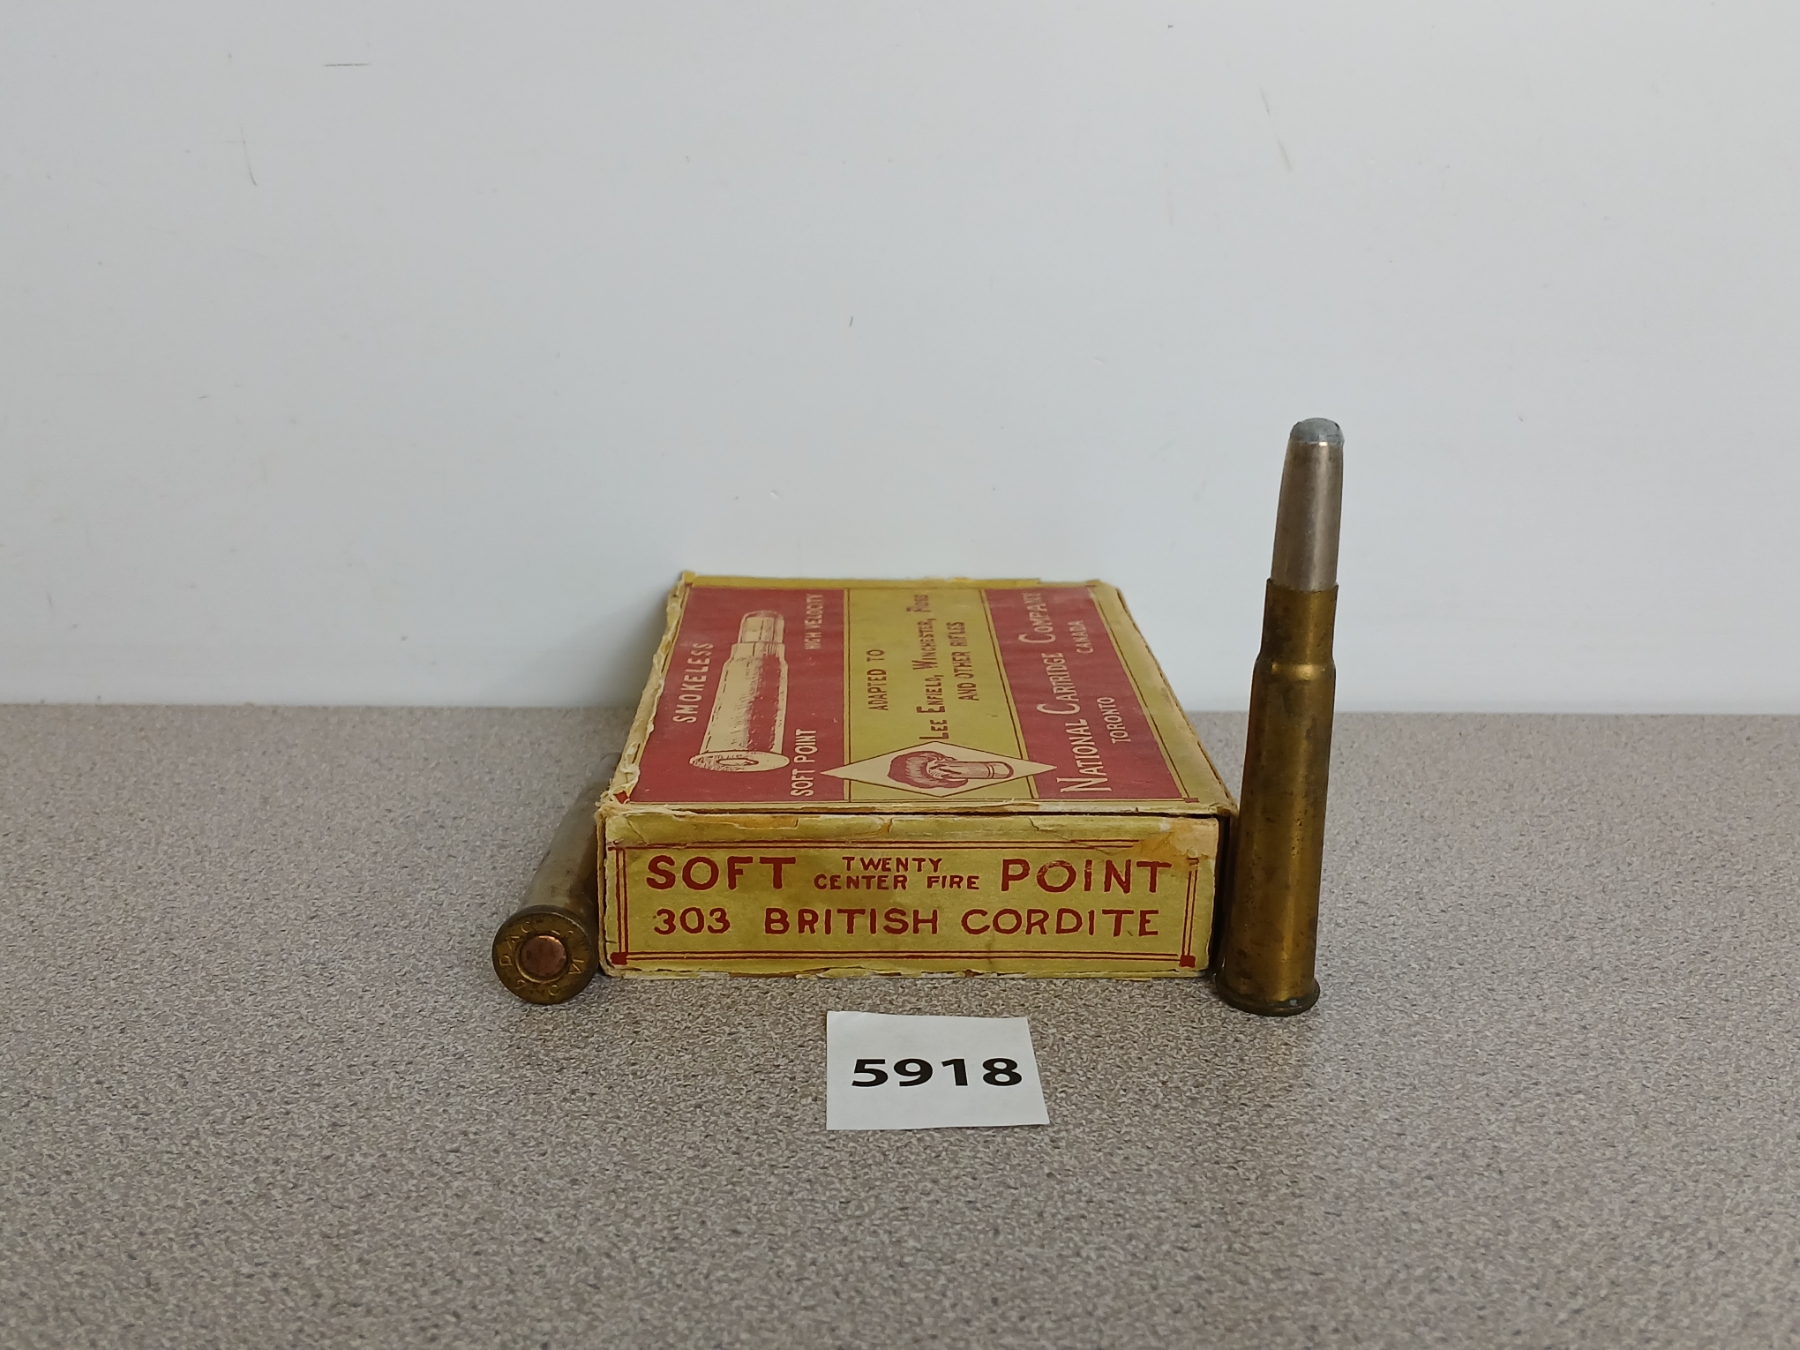 SMOKELESS
SOFT POINT HIGH VELOCITY
ADAPTED TO
LEE ENFIELD, WINCHESTER,
AND OTHER RIFLES
NATIONAL CARTRIDGE COMPANY
TORONTO CANADA
SOFT TWENTY CENTER FIRE POINT
303 BRITISH CORDITE
5918